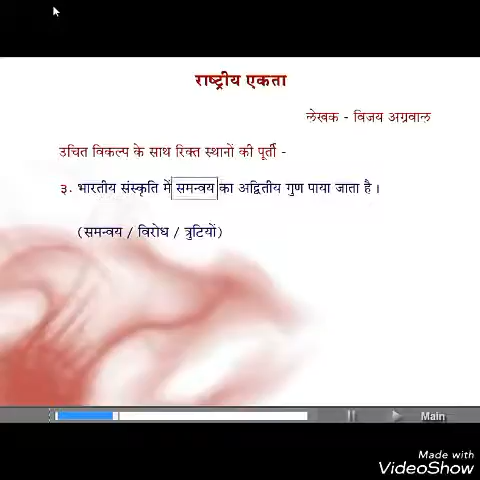 राष्ट्रीय एकता
लेखक - विजय अग्रवाल
उचित विकल्प के साथ रिक्त स्थानों की पूर्ती -
३. भारतीय संस्कृति में समन्वय का अद्वितीय गुण पाया जाता है ।
(समन्वय / विरोध / त्रुटियों)
Main
Made with
VideoShow